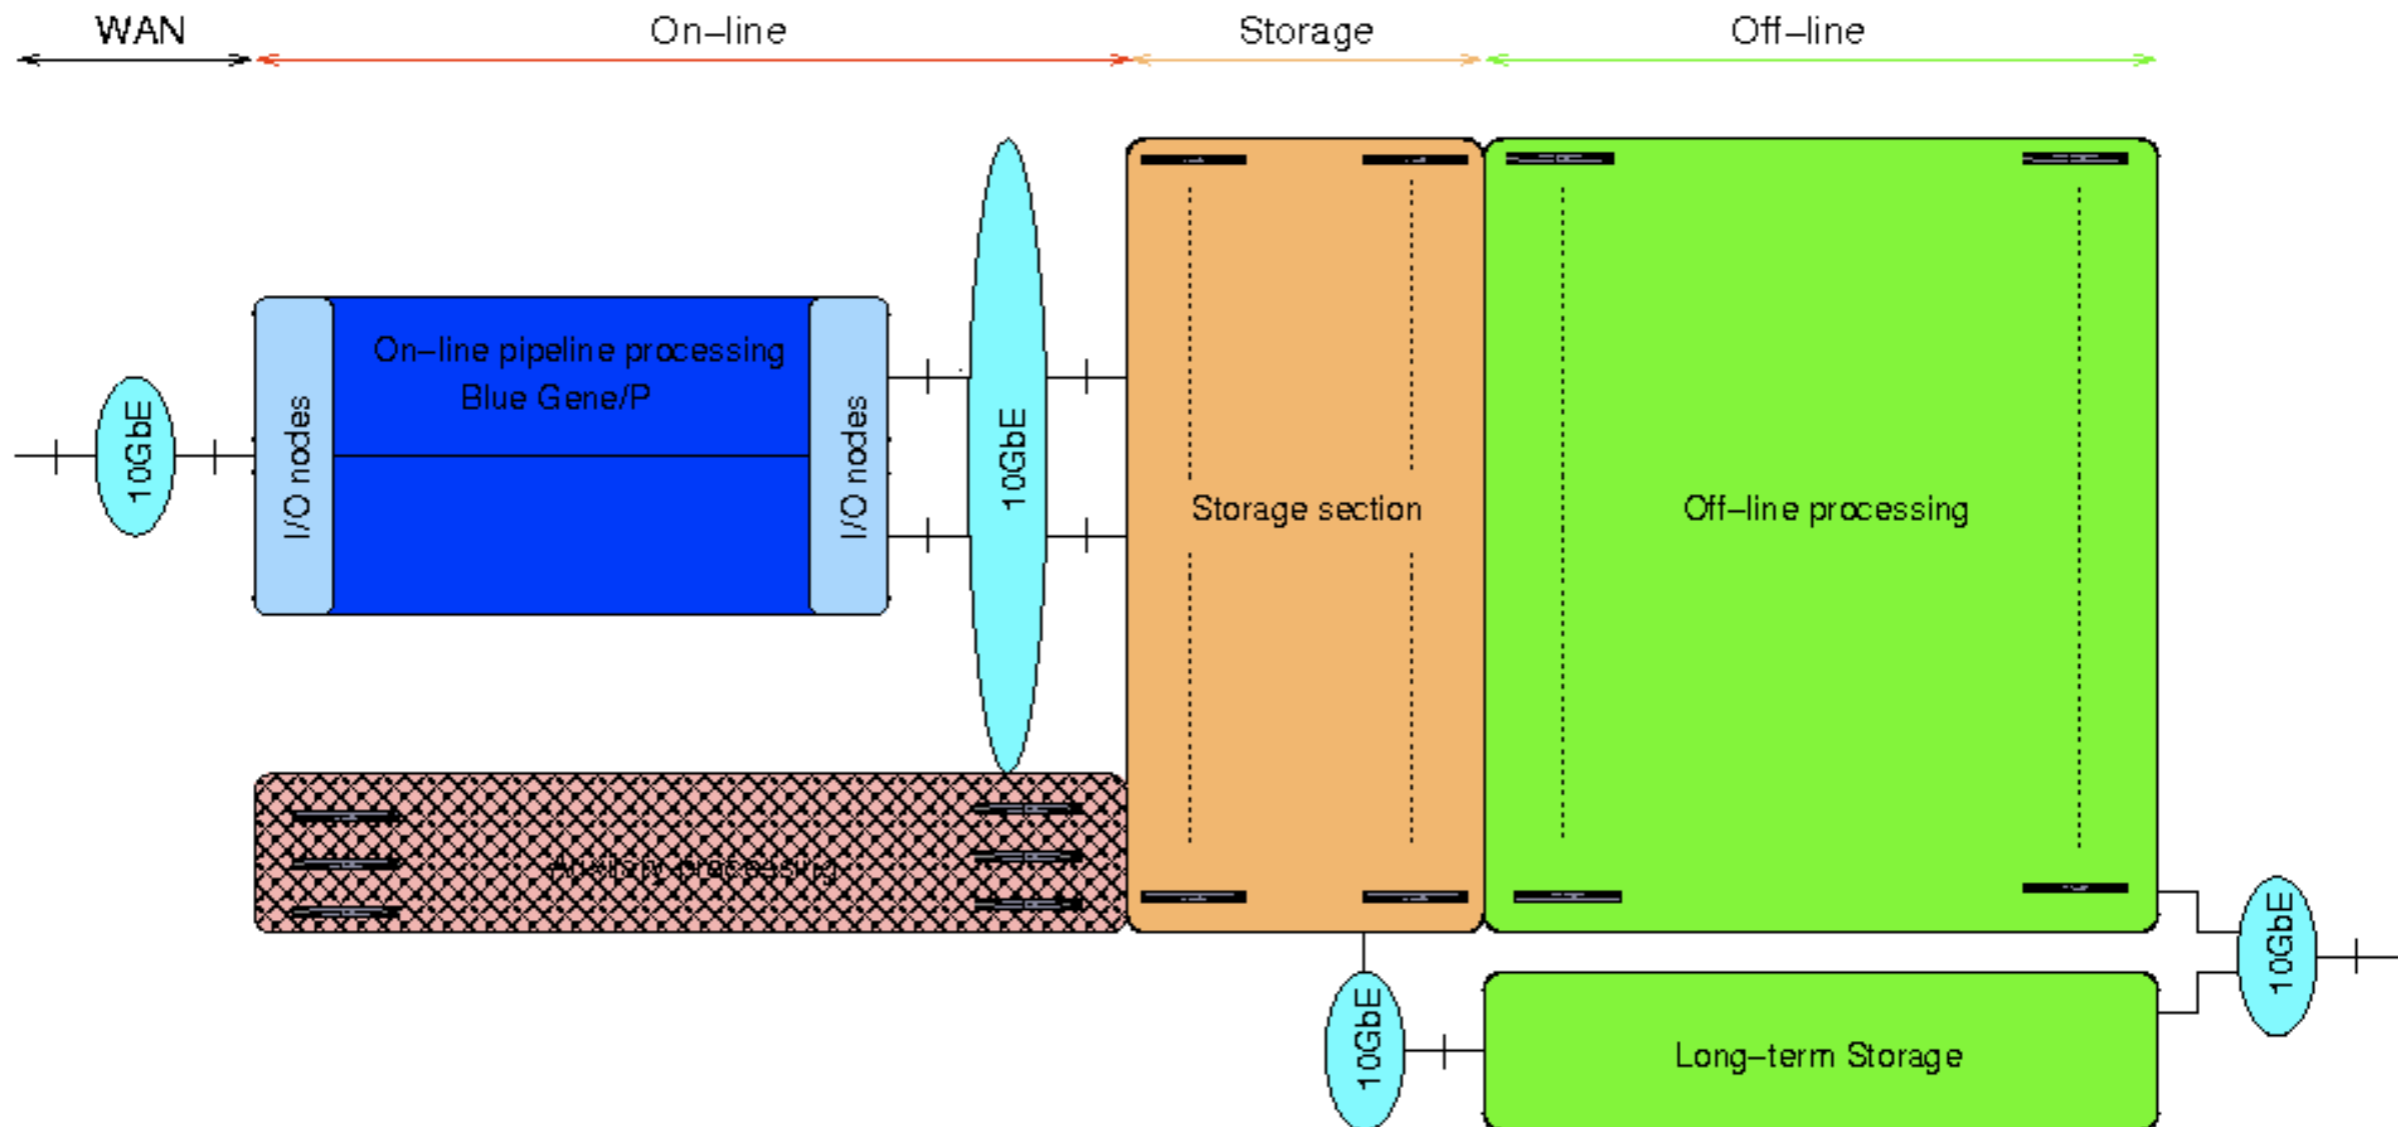 WAN
On–line
Storage
Off–line
On–line pipeline processing
Blue Gene/P
I/O nodes
I/O nodes
10GbE
10GbE
Storage section
Off–line processing
processing
10GbE
10GbE
Long–term Storage